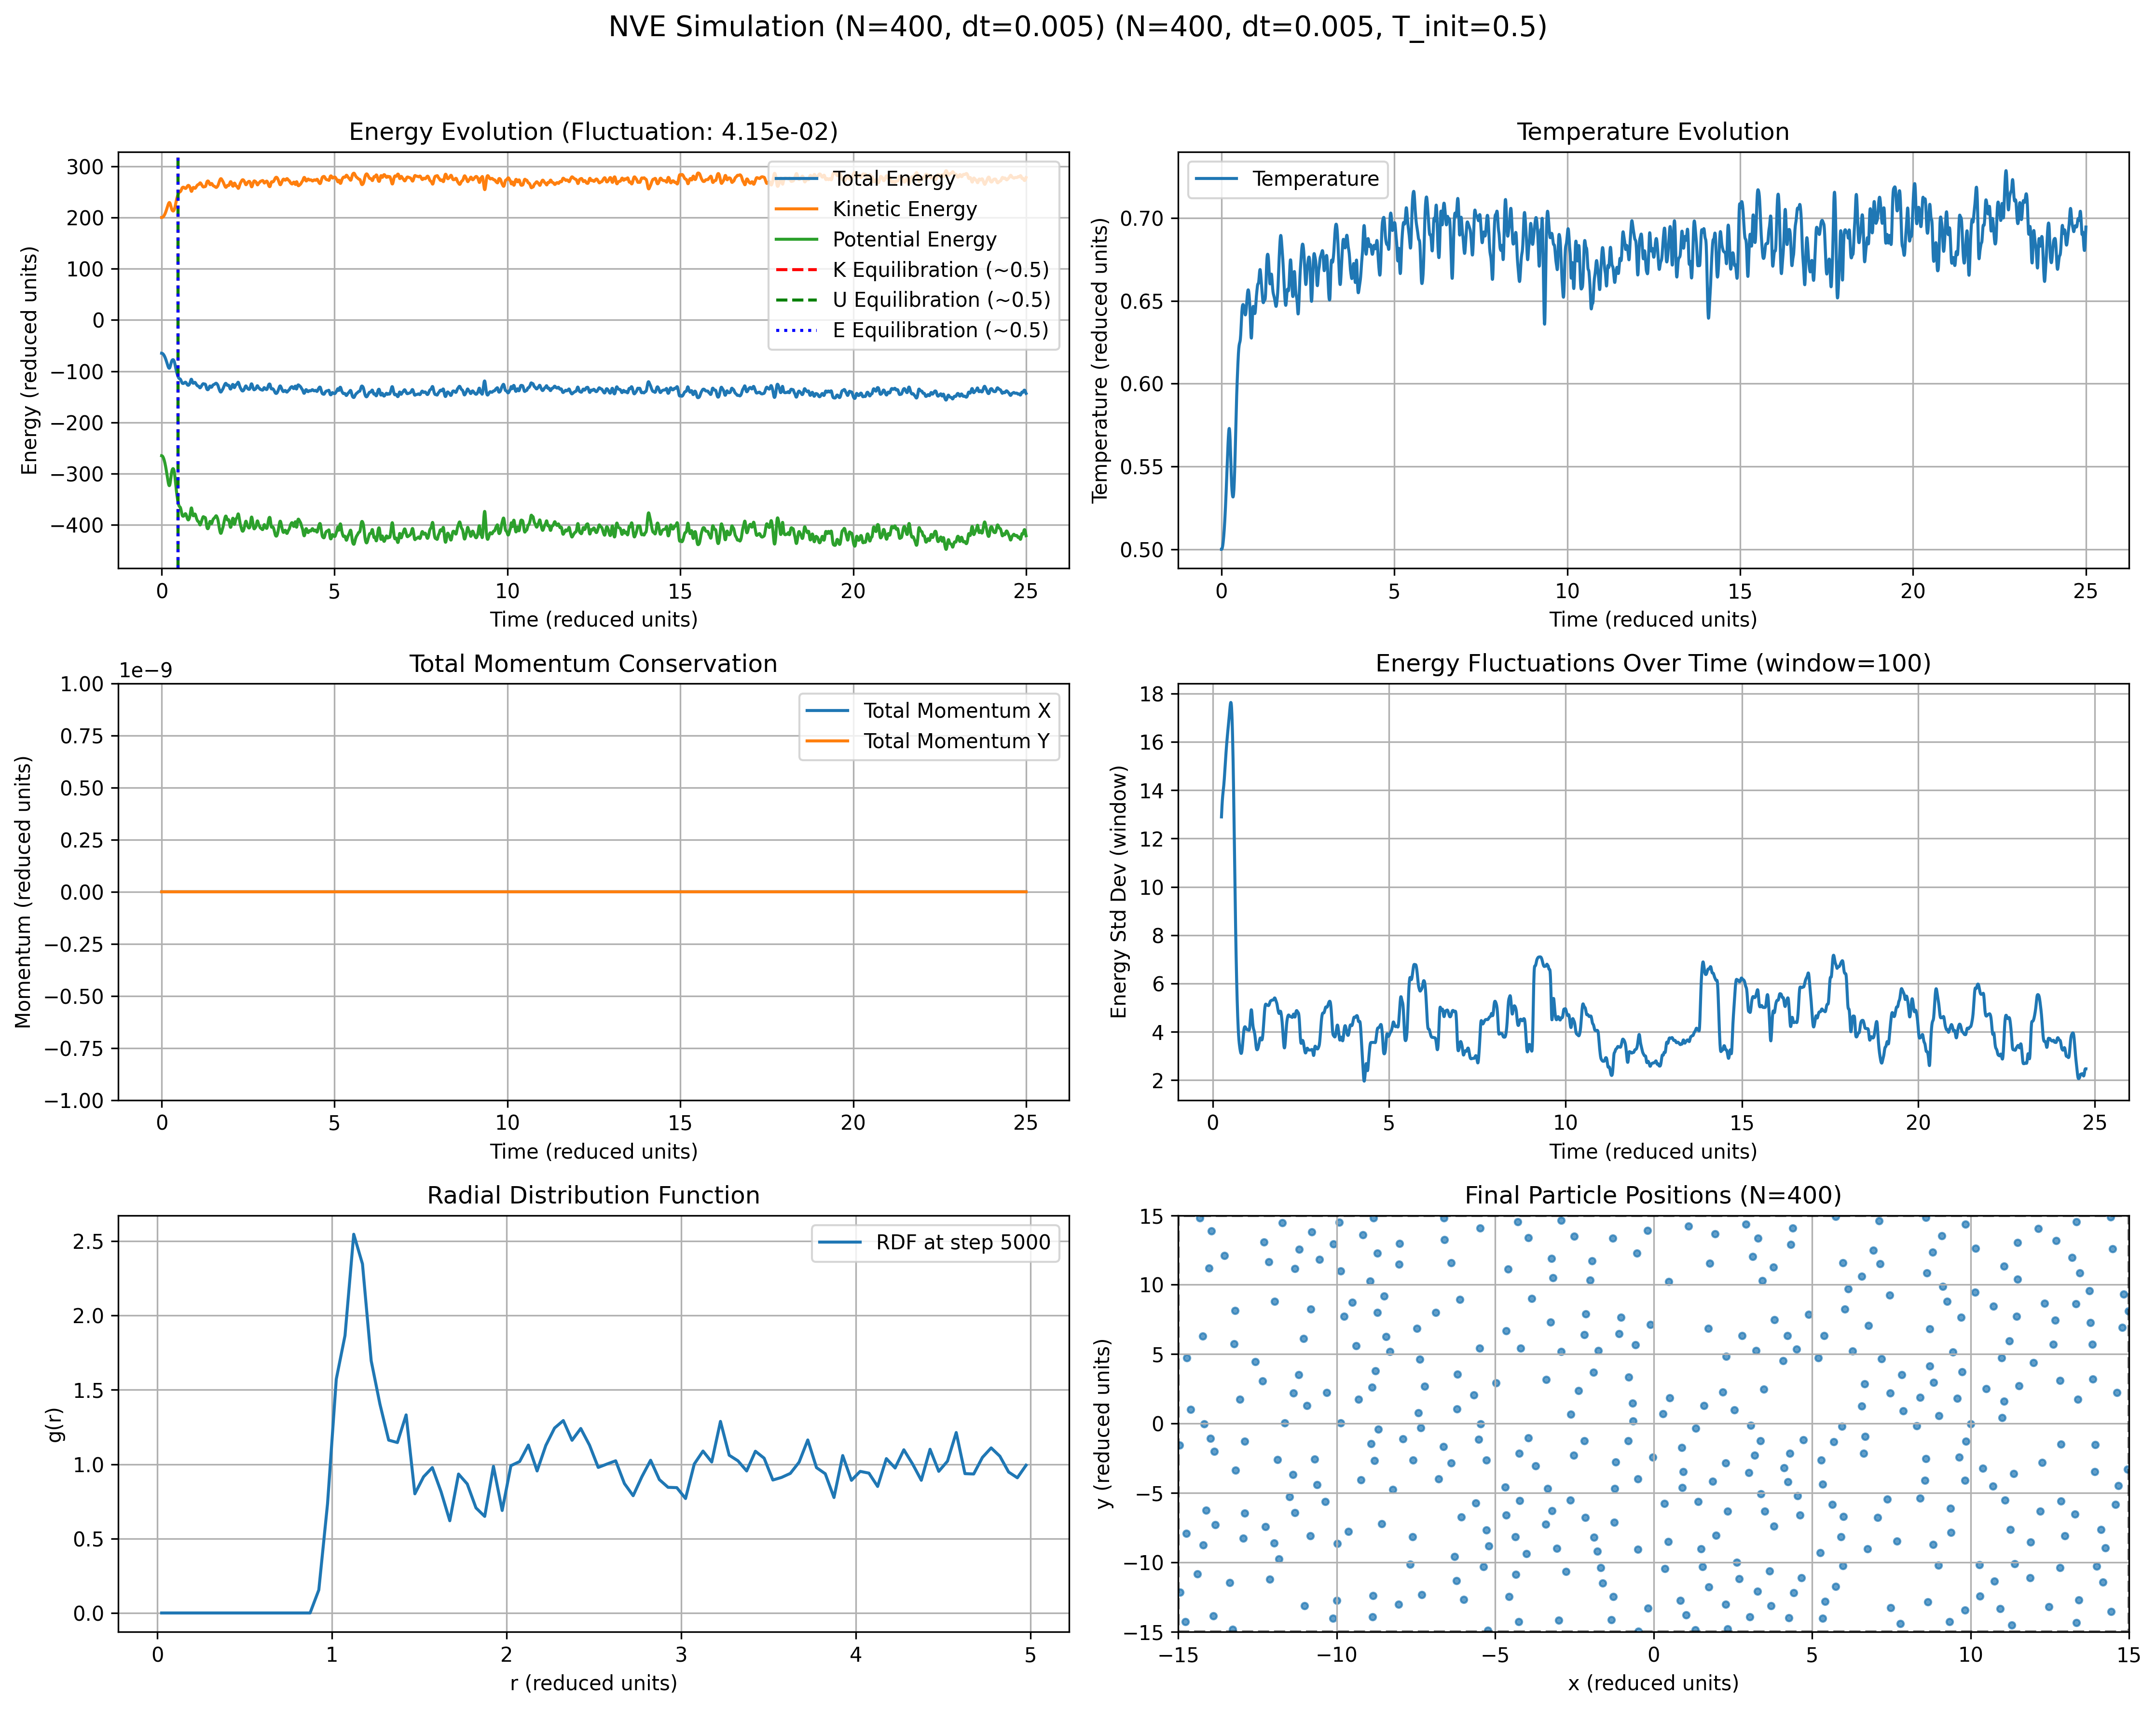 NVE Simulation (N=400, dt=0.005) (N=400, dt=0.005, T_init=0.5)
Energy Evolution (Fluctuation: 4.15e-02)
Energy (reduced units)
300
200
100
0
−100
−200
−300
−400
Total Energy
Kinetic Energy
Potential Energy
K Equilibration (~0.5)
U Equilibration (~0.5)
E Equilibration (~0.5)
0 5 10 15 20 25
Time (reduced units)
Temperature Evolution
Temperature (reduced units)
0.70
0.65
0.60
0.55
0.50
Temperature
0 5 10 15 20 25
Time (reduced units)
Total Momentum Conservation
1e−9
Momentum (reduced units)
1.00
0.75
0.50
0.25
0.00
−0.25
−0.50
−0.75
−1.00
Total Momentum X
Total Momentum Y
0 5 10 15 20 25
Time (reduced units)
Energy Fluctuations Over Time (window=100)
Energy Std Dev (window)
18
16
14
12
10
8
6
4
2
0 5 10 15 20 25
Time (reduced units)
Radial Distribution Function
g(r)
2.5
2.0
1.5
1.0
0.5
0.0
RDF at step 5000
0 1 2 3 4 5
r (reduced units)
Final Particle Positions (N=400)
y (reduced units)
15
10
5
0
−5
−10
−15
−15 −10 −5 0 5 10 15
x (reduced units)